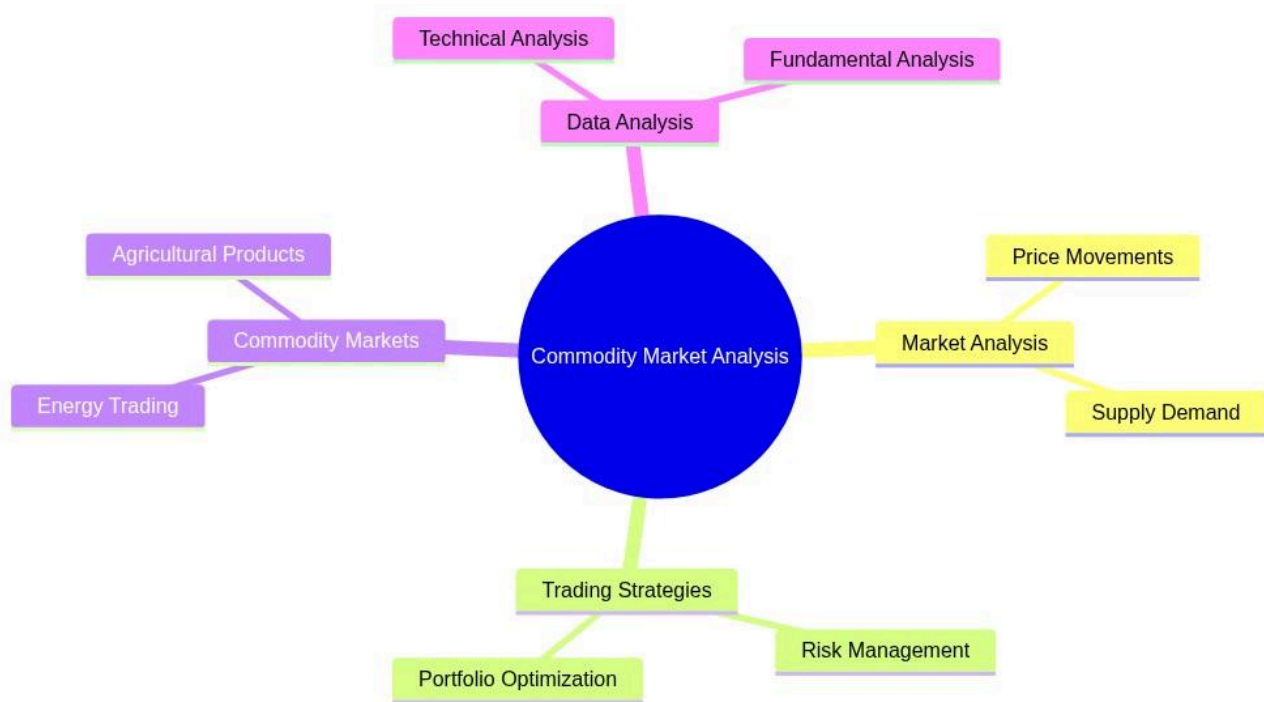 Technical Analysis
Fundamental Analysis
Data Analysis
Agricultural Products
Price Movements
Commodity Markets
Market Analysis
Commodity Market Analysis
Energy Trading
Supply Demand
Trading Strategies
Risk Management
Portfolio Optimization